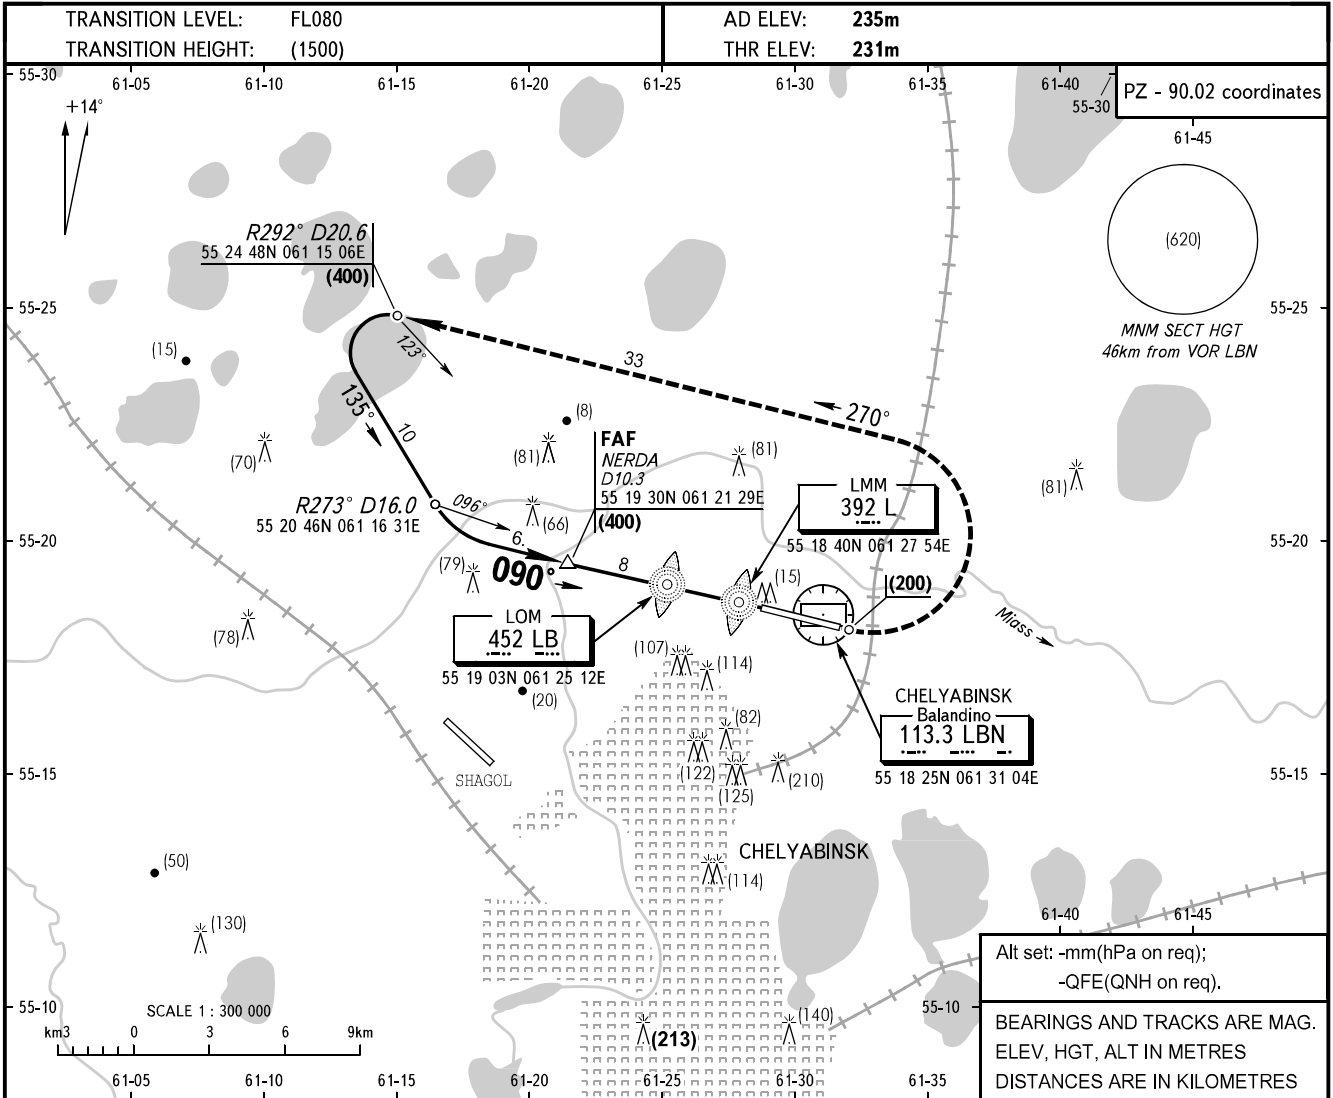 TRANSITION LEVEL: FL080
TRANSITION HEIGHT: (1500)
AD ELEV: 235m
THR ELEV: 231m
55-30
61-05 61-10 61-15 61-20 61-25 61-30 61-35 61-40
55-30
PZ - 90.02 coordinates
61-45
+14°
(620)
MNM SECT HGT
46km from VOR LBN
R292° D20.6
55 24 48N 061 15 06E
(400)
55-25
55-25
123°
33
270°
(15)
135°
10
(8)
(81)
(70)
FAF
NERDA
D10.3
55 19 30N 061 21 29E
(400)
(81)
(81)
LMM
392 L
55 18 40N 061 27 54E
R273° D16.0
55 20 46N 061 16 31E
096°
(66)
6.
55-20
55-20
(79)
090°
8
(15)
(200)
Miass
LOM
452 LB
55 19 03N 061 25 12E
(78)
(107)
(114)
(20)
CHELYABINSK
Balandino
113.3 LBN
55 18 25N 061 31 04E
(82)
(122)
(125)
(210)
SHAGOL
55-15
55-15
CHELYABINSK
(114)
(50)
(130)
61-40 61-45
Alt set: -mm(hPa on req);
-QFE(QNH on req).
55-10
55-10
SCALE 1 : 300 000
km3 0 3 6 9km
(213)
(140)
BEARINGS AND TRACKS ARE MAG.
ELEV, HGT, ALT IN METRES
DISTANCES ARE IN KILOMETRES
61-05 61-10 61-15 61-20 61-25 61-30 61-35